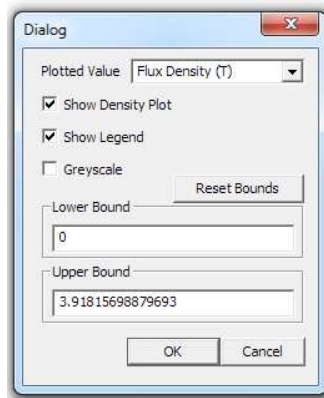 Dialog
Plotted Value Flux Density (T)
Show Density Plot
Show Legend
Greyscale
Reset Bounds
Lower Bound
0
Upper Bound
3.91815698879693
OK Cancel